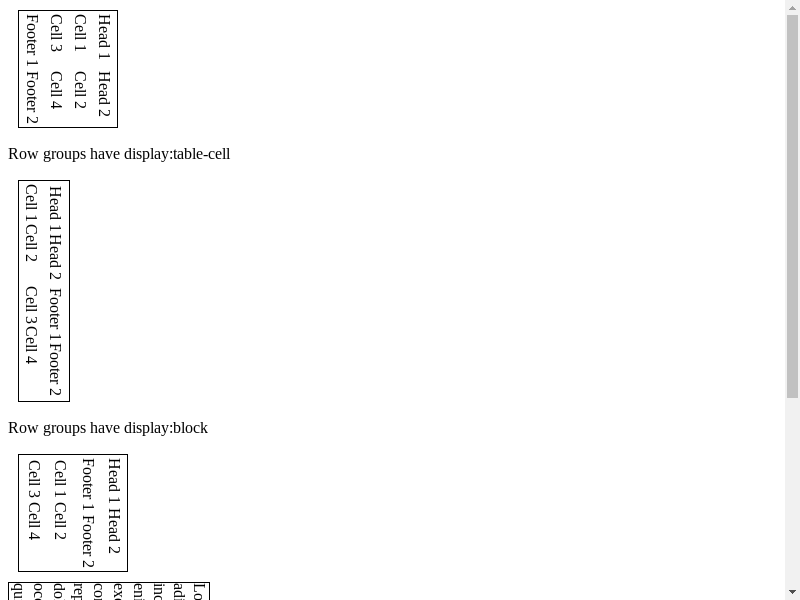 Head 1 Head 2
Cell 1 Cell 2
Cell 3 Cell 4
Footer 1 Footer 2
Row groups have display:table-cell
Head 1 Head 2 Footer 1 Footer 2
Cell 1 Cell 2 Cell 3 Cell 4
Row groups have display:block
Head 1 Head 2
Footer 1 Footer 2
Cell 1 Cell 2
Cell 3 Cell 4